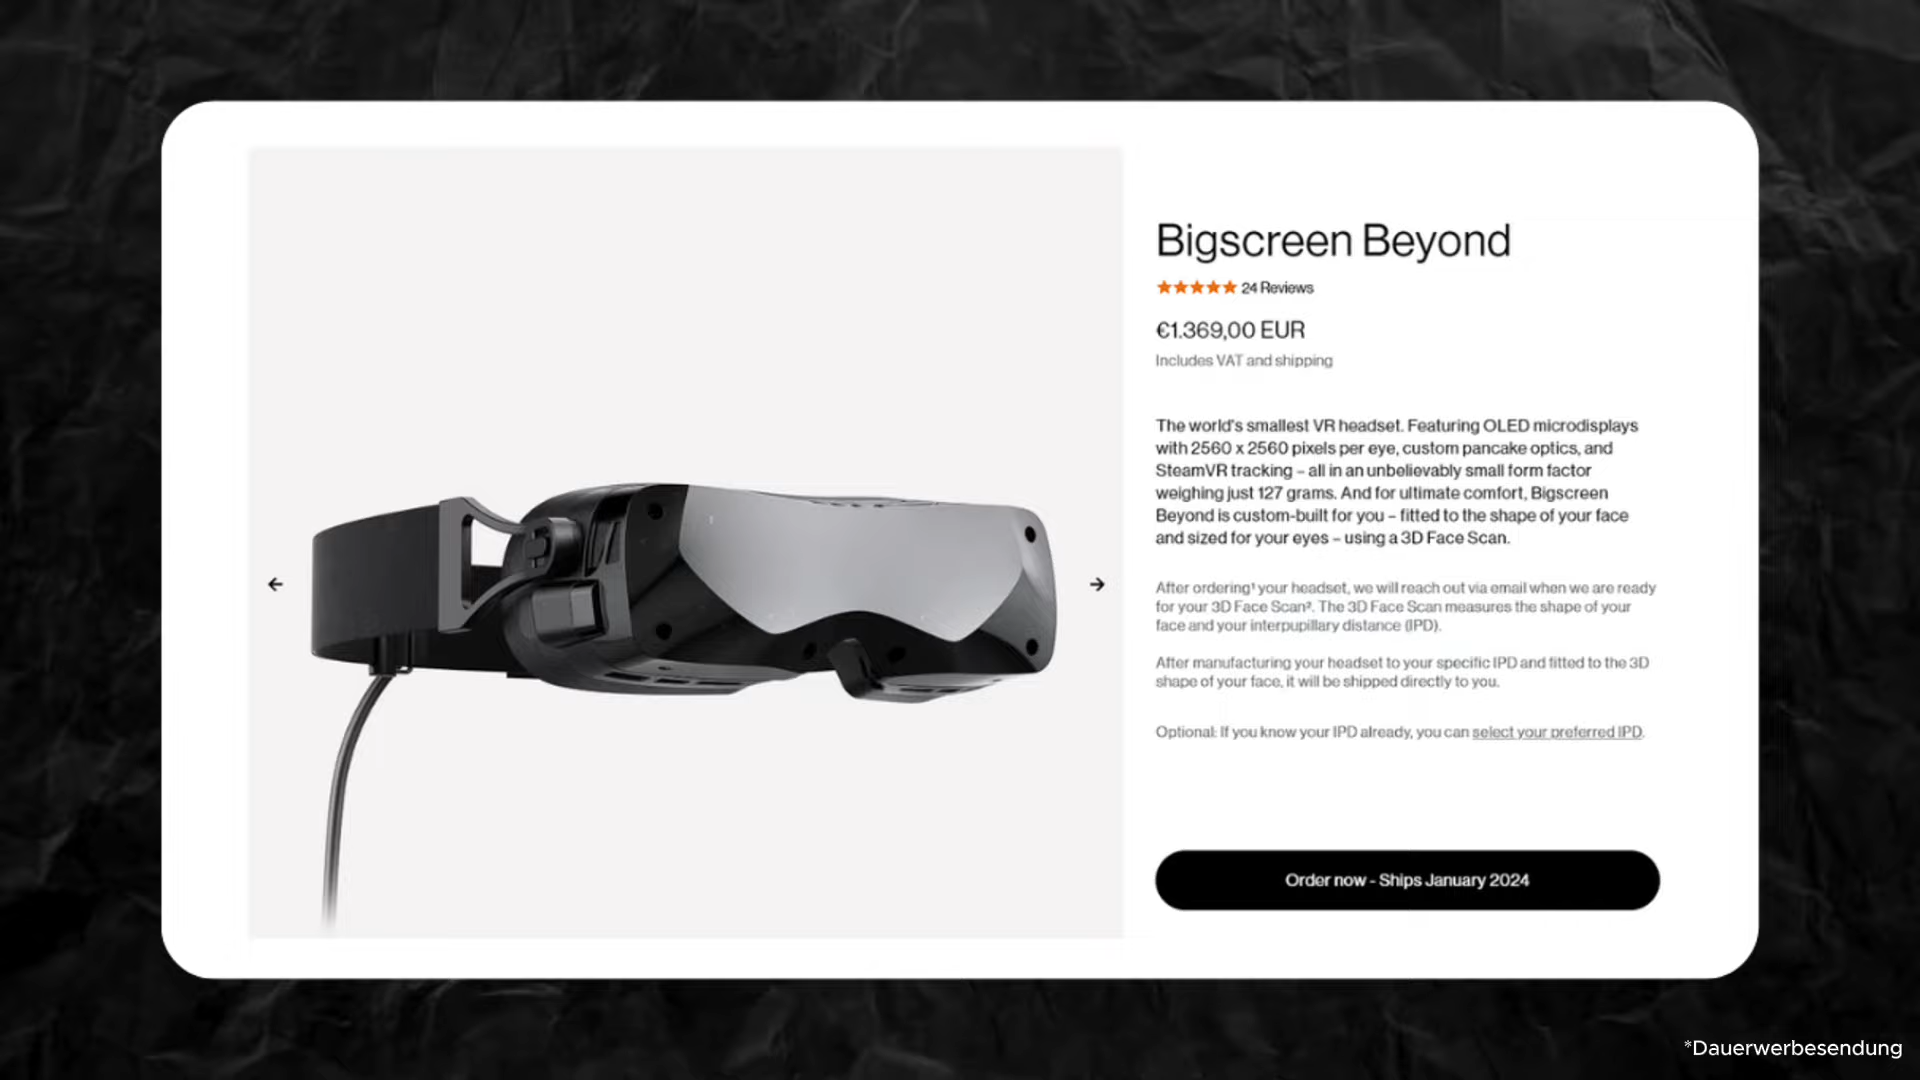 Bigscreen Beyond
24 Reviews
€1.369,00 EUR
Includes VAT and shipping
The world's smallest VR headset. Featuring OLED microdisplays
with 2560 x 2560 pixels per eye, custom pancake optics, and
SteamVR tracking – all in an unbelievably small form factor
weighing just 127 grams. And for ultimate comfort, Bigscreen
Beyond is custom-built for you – fitted to the shape of your face
and sized for your eyes – using a 3D Face Scan.
After ordering¹ your headset, we will reach out via email when we are ready
for your 3D Face Scan². The 3D Face Scan measures the shape of your
face and your interpupillary distance (IPD).
After manufacturing your headset to your specific IPD and fitted to the 3D
shape of your face, it will be shipped directly to you.
Optional: If you know your IPD already, you can select your preferred IPD.
Order now - Ships January 2024
*Dauerwerbesendung